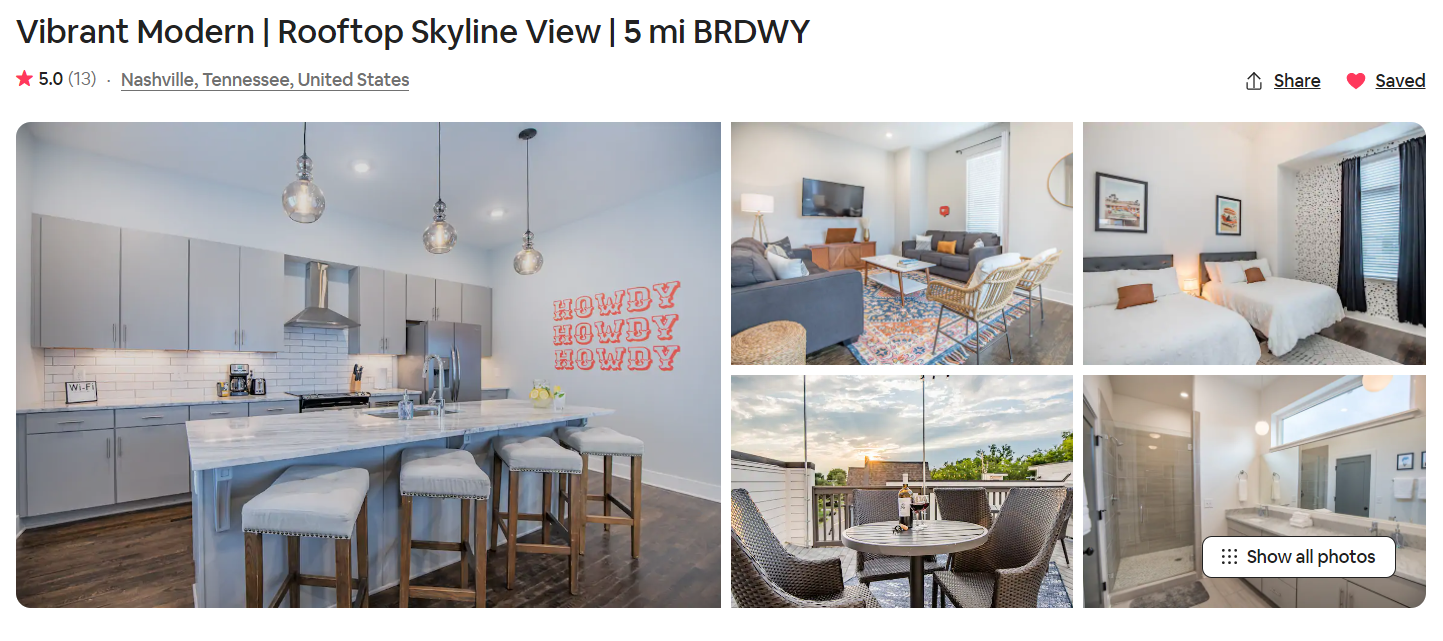 Vibrant Modern | Rooftop Skyline View | 5 mi BRDWY
5.0 (13) · Nashville, Tennessee, United States
Share
Saved
HOWDY
HOWDY
HOWDY
Wi-Fi
Show all photos